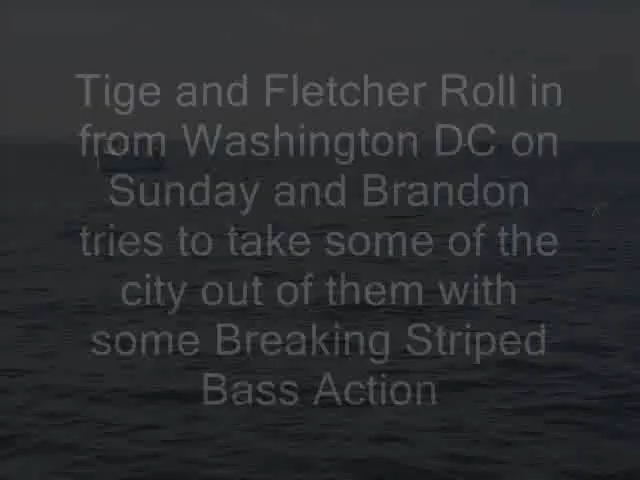 Tige and Fletcher Roll in
from Washington DC on
Sunday and Brandon
tries to take some of the
city out of them with
some Breaking Striped
Bass Action